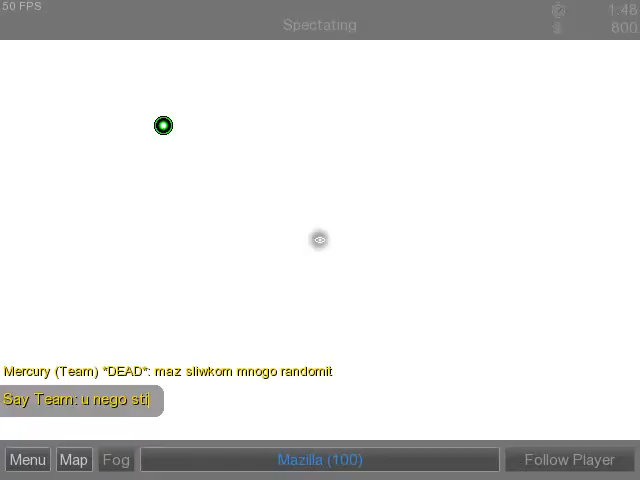 50 FPS
Spectating
1:48
800
Mercury (Team) *DEAD*: maz sliwkom mnogo randomit
Say Team: u nego stj
Menu
Map
Fog
Mazilla (100)
Follow Player